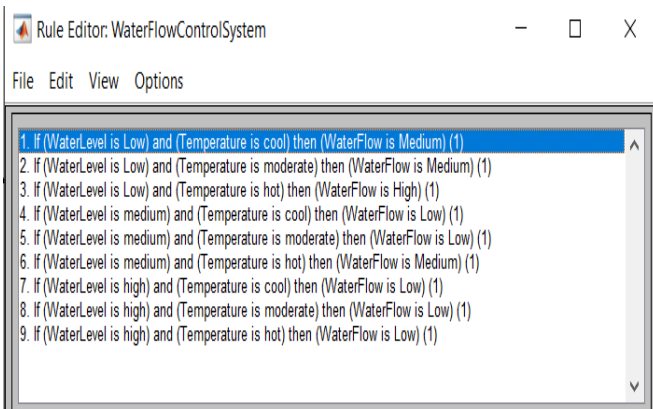 Rule Editor: WaterFlowControlSystem
File Edit View Options
1. If (WaterLevel is Low) and (Temperature is cool) then (WaterFlow is Medium) (1)
2. If (WaterLevel is Low) and (Temperature is moderate) then (WaterFlow is Medium) (1)
3. If (WaterLevel is Low) and (Temperature is hot) then (WaterFlow is High) (1)
4. If (WaterLevel is medium) and (Temperature is cool) then (WaterFlow is Low) (1)
5. If (WaterLevel is medium) and (Temperature is moderate) then (WaterFlow is Low) (1)
6. If (WaterLevel is medium) and (Temperature is hot) then (WaterFlow is Medium) (1)
7. If (WaterLevel is high) and (Temperature is cool) then (WaterFlow is Low) (1)
8. If (WaterLevel is high) and (Temperature is moderate) then (WaterFlow is Low) (1)
9. If (WaterLevel is high) and (Temperature is hot) then (WaterFlow is Low) (1)